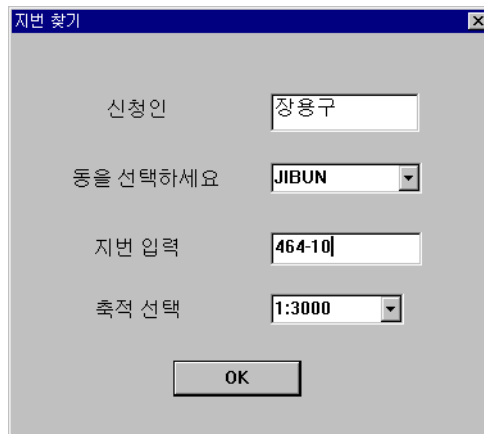 지번 찾기
신청인 장용구
동을 선택하세요 JIBUN
지번 입력 464-10
축적 선택 1:3000
OK